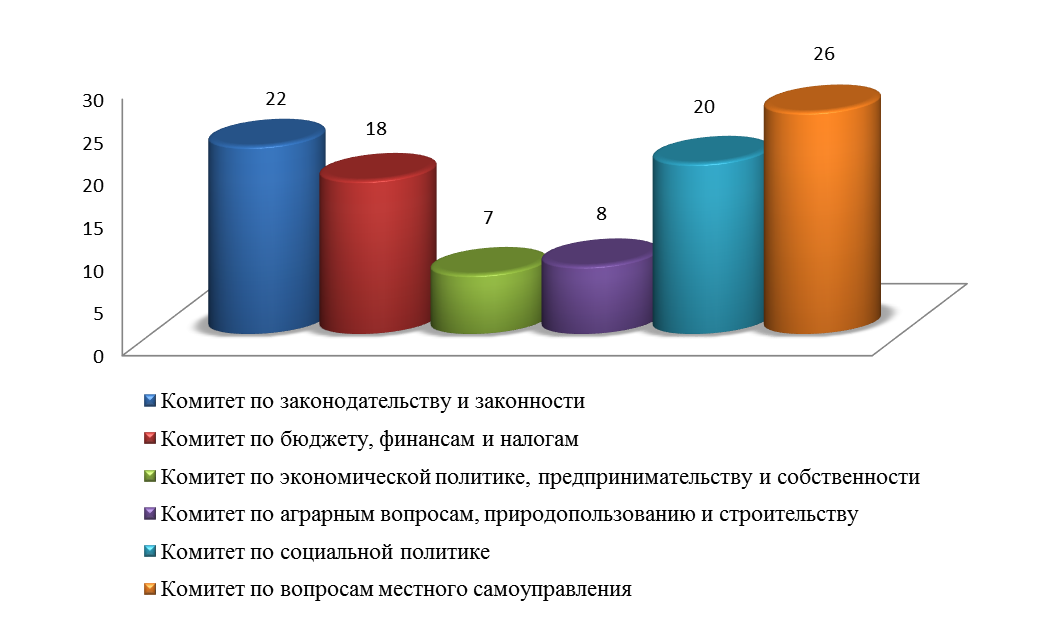 26
22
20
18
30
25
20
7
8
15
10
5
0
Комитет по законодательству и законности
Комитет по бюджету, финансам и налогам
Комитет по экономической политике, предпринимательству и собственности
Комитет по аграрным вопросам, природопользованию и строительству
Комитет по социальной политике
Комитет по вопросам местного самоуправления